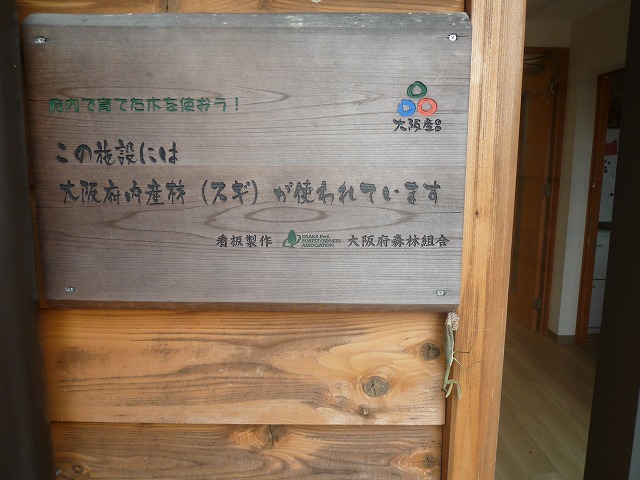 府内で育てた木を使おう！
大阪産
この施設には
大阪府内産材（スギ）が使われています
看板製作 OSAKA Pref. FOREST OWNERS ASSOCIATION 大阪府森林組合